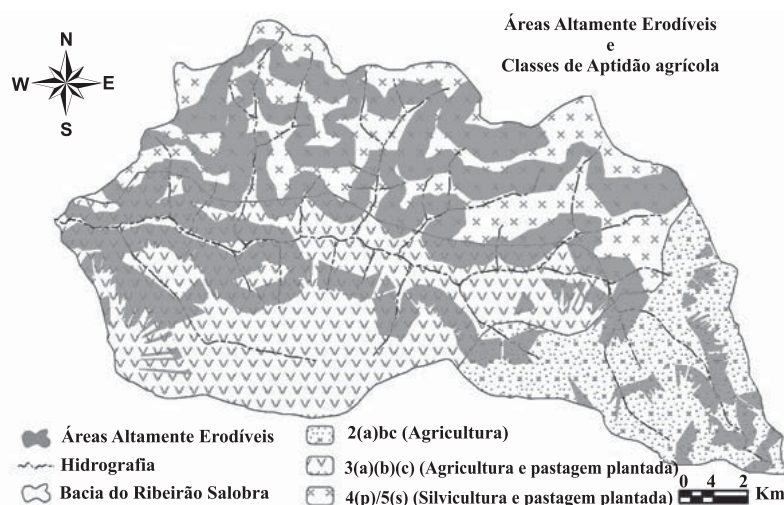 Áreas Altamente Erodíveis
e
Classes de Aptidão agrícola
N
W E
S
Áreas Altamente Erodíveis
Hidrografia
Bacia do Ribeirão Salobra
2(a)bc (Agricultura)
3(a)(b)(c) (Agricultura e pastagem plantada)
4(p)/5(s) (Silvicultura e pastagem plantada)
0 4 2
Km